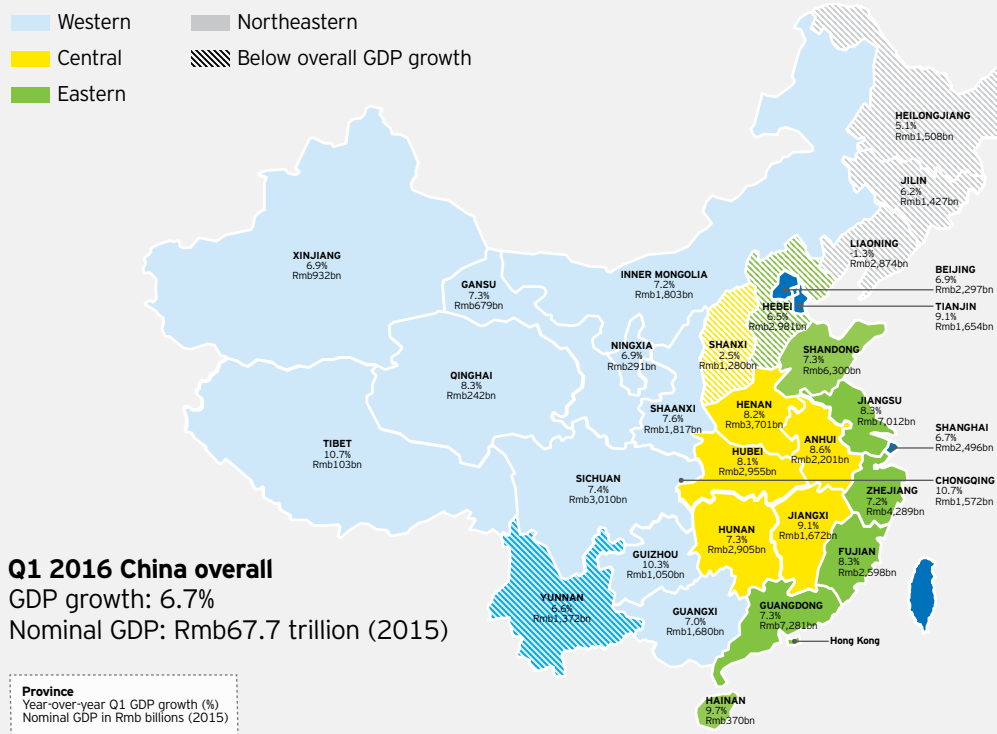 Western
Northeastern
Central
Below overall GDP growth
Eastern
HEILONGJIANG
5.1%
Rmb1,508bn
JILIN
6.2%
Rmb1,427bn
LIAONING
-1.3%
Rmb2,874bn
BEIJING
6.9%
Rmb2,297bn
TIANJIN
9.1%
Rmb1,654bn
XINJIANG
6.9%
Rmb932bn
GANSU
7.3%
Rmb679bn
INNER MONGOLIA
7.2%
Rmb1,803bn
HEBEI
6.5%
Rmb2,981bn
NINGXIA
6.9%
Rmb291bn
SHANXI
2.5%
Rmb1,280bn
SHANDONG
7.3%
Rmb6,300bn
QINGHAI
8.3%
Rmb242bn
SHAANXI
7.6%
Rmb1,817bn
HENAN
8.2%
Rmb3,701bn
JIANGSU
8.3%
Rmb7,012bn
SHANGHAI
6.7%
Rmb2,496bn
ANHUI
8.6%
Rmb2,201bn
TIBET
10.7%
Rmb103bn
HUBEI
8.1%
Rmb2,955bn
SICHUAN
7.4%
Rmb3,010bn
CHONGQING
10.7%
Rmb1,572bn
ZHEJIANG
7.2%
Rmb4,289bn
HUNAN
7.3%
Rmb2,905bn
JIANGXI
9.1%
Rmb1,672bn
GUIZHOU
10.3%
Rmb1,050bn
FUJIAN
8.3%
Rmb2,598bn
YUNNAN
6.6%
Rmb1,372bn
GUANGXI
7.0%
Rmb1,680bn
GUANGDONG
7.3%
Rmb7,281bn
Hong Kong
HAINAN
9.7%
Rmb370bn
Q1 2016 China overall
GDP growth: 6.7%
Nominal GDP: Rmb67.7 trillion (2015)
Province
Year-over-year Q1 GDP growth (%)
Nominal GDP in Rmb billions (2015)